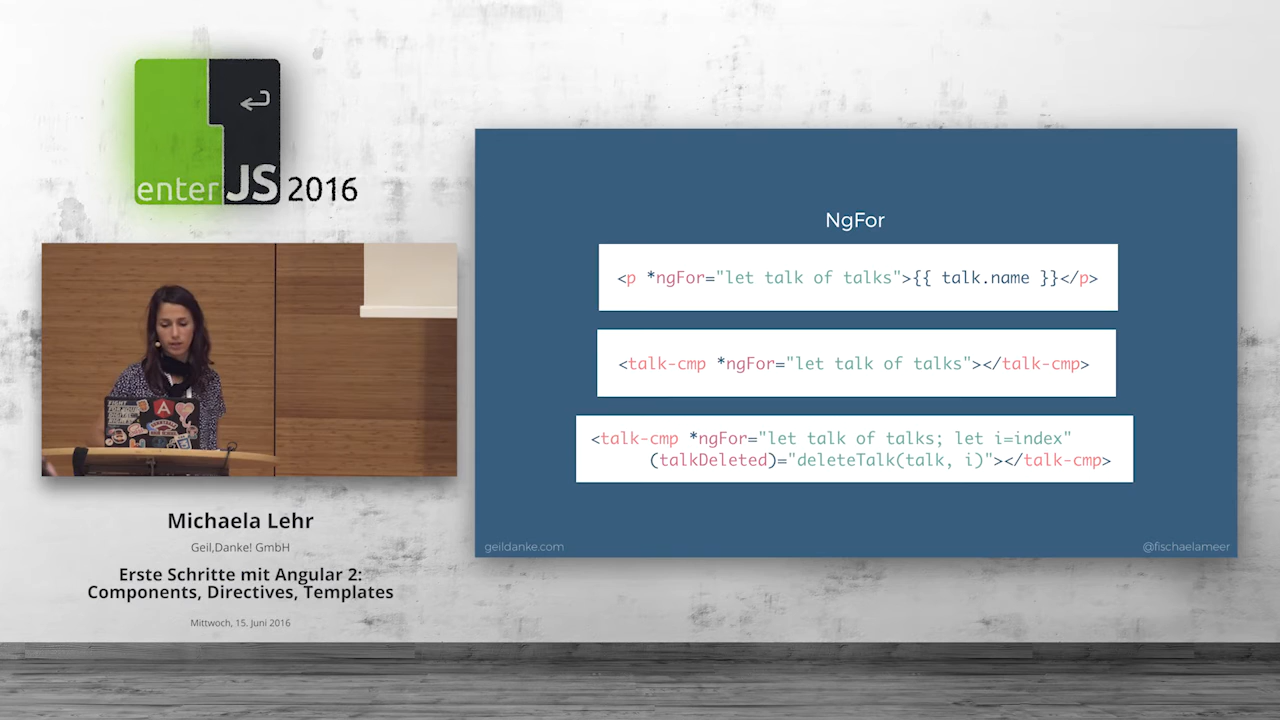 enterJS 2016
NgFor
<p *ngFor="let talk of talks">{{ talk.name }}</p>
<talk-cmp *ngFor="let talk of talks"></talk-cmp>
<talk-cmp *ngFor="let talk of talks; let i=index"
(talkDeleted)="deleteTalk(talk, i)"></talk-cmp>
geildanke.com
@fischaelameer
Michaela Lehr
Geil,Danke! GmbH
Erste Schritte mit Angular 2:
Components, Directives, Templates
Mittwoch, 15. Juni 2016